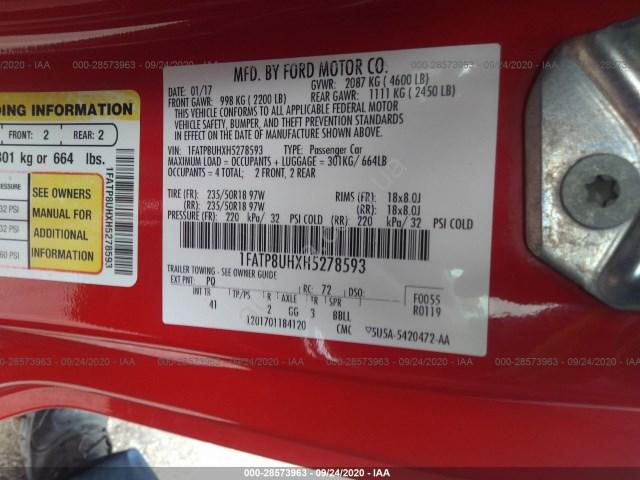 000-28573963 - 09/24/2020 - IAA
DING INFORMATION
FRONT: 2 REAR: 2
301 kg or 664 lbs.
PRESSURE
32 PSI
32 PSI
60 PSI
SEE OWNERS
MANUAL FOR
ADDITIONAL
INFORMATION
1FATP8UHXH5278593
MFD. BY FORD MOTOR CO.
DATE: 01/17 GVWR: 2087 KG ( 4600 LB)
FRONT GAWR: 998 KG ( 2200 LB) REAR GAWR: 1111 KG ( 2450 LB)
THIS VEHICLE CONFORMS TO ALL APPLICABLE FEDERAL MOTOR
VEHICLE SAFETY, BUMPER, AND THEFT PREVENTION STANDARDS
IN EFFECT ON THE DATE OF MANUFACTURE SHOWN ABOVE.
VIN: 1FATP8UHXH5278593 TYPE: Passenger Car
MAXIMUM LOAD = OCCUPANTS + LUGGAGE = 301KG/ 664LB
OCCUPANTS = 4 TOTAL; 2 FRONT, 2 REAR
TIRE (FR): 235/50R18 97W RIMS (FR): 18x8.0J
(RR): 235/50R18 97W (RR): 18x8.0J
PRESSURE (FR): 220 kPa/ 32 PSI COLD (RR) 220 kPa/ 32 PSI COLD
1FATP8UHXH5278593
TRAILER TOWING - SEE OWNER GUIDE
EXT PNT: PQ RC: 72 DSO: F0055
R0119
INT TR TP/PS R AXLE TR SPR
41 2 GG 3 BBLL
1201701184120 CMC 5U5A-5420472-AA
000-28573963 - 09/24/2020 - IAA